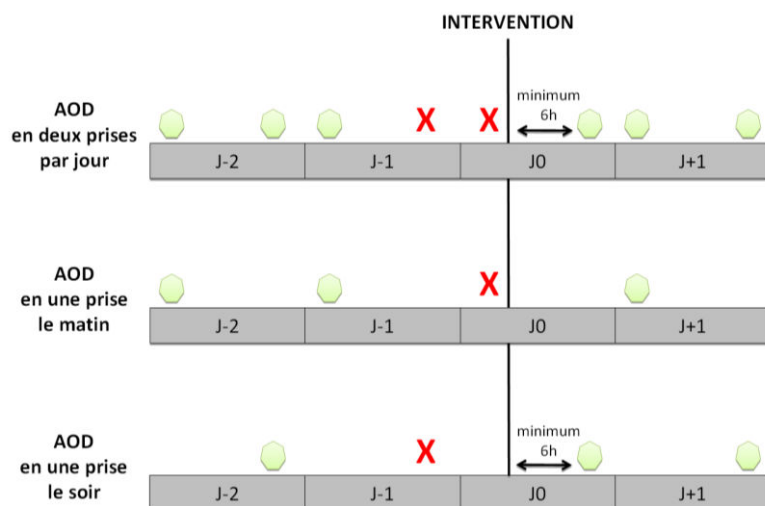 INTERVENTION
AOD
en deux prises
par jour
X X
minimum
6h
J-2 J-1 J0 J+1
AOD
en une prise
le matin
X
J-2 J-1 J0 J+1
AOD
en une prise
le soir
X
minimum
6h
J-2 J-1 J0 J+1